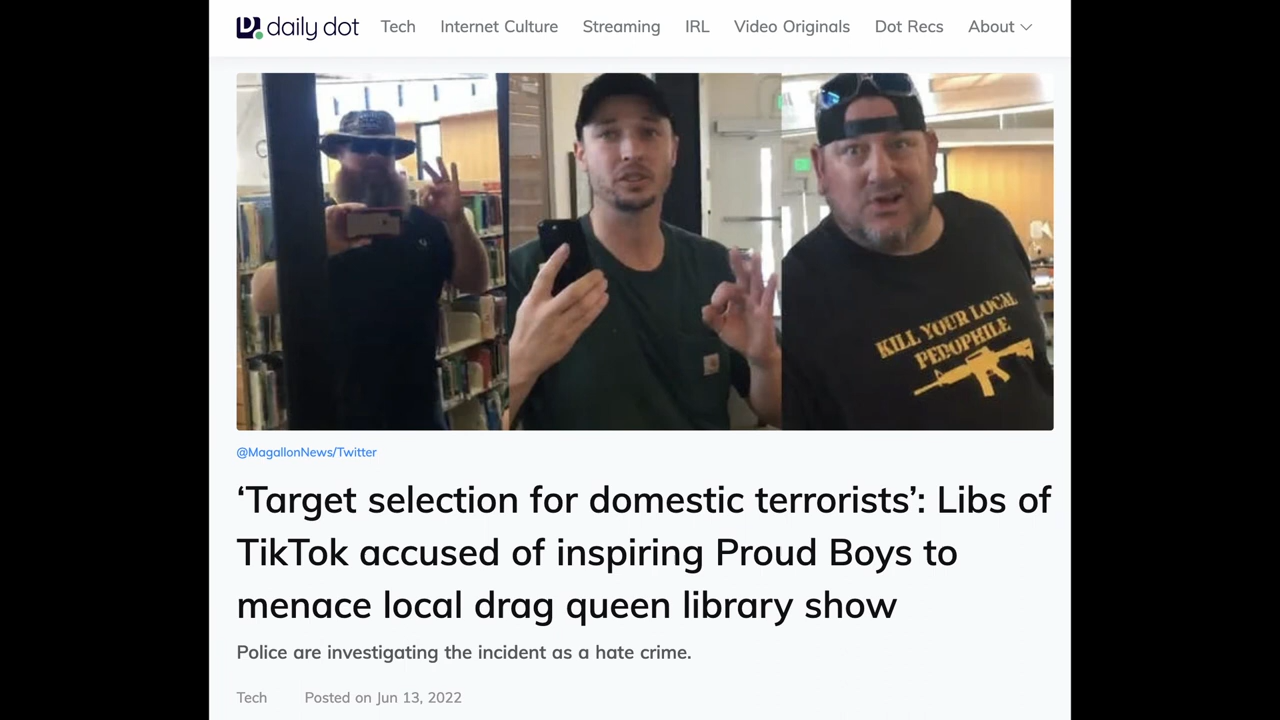 daily dot Tech Internet Culture Streaming IRL Video Originals Dot Recs About
KILL YOUR LOCAL
PEDOPHILE
@MagallonNews/Twitter
‘Target selection for domestic terrorists’: Libs of
TikTok accused of inspiring Proud Boys to
menace local drag queen library show
Police are investigating the incident as a hate crime.
Tech Posted on Jun 13, 2022